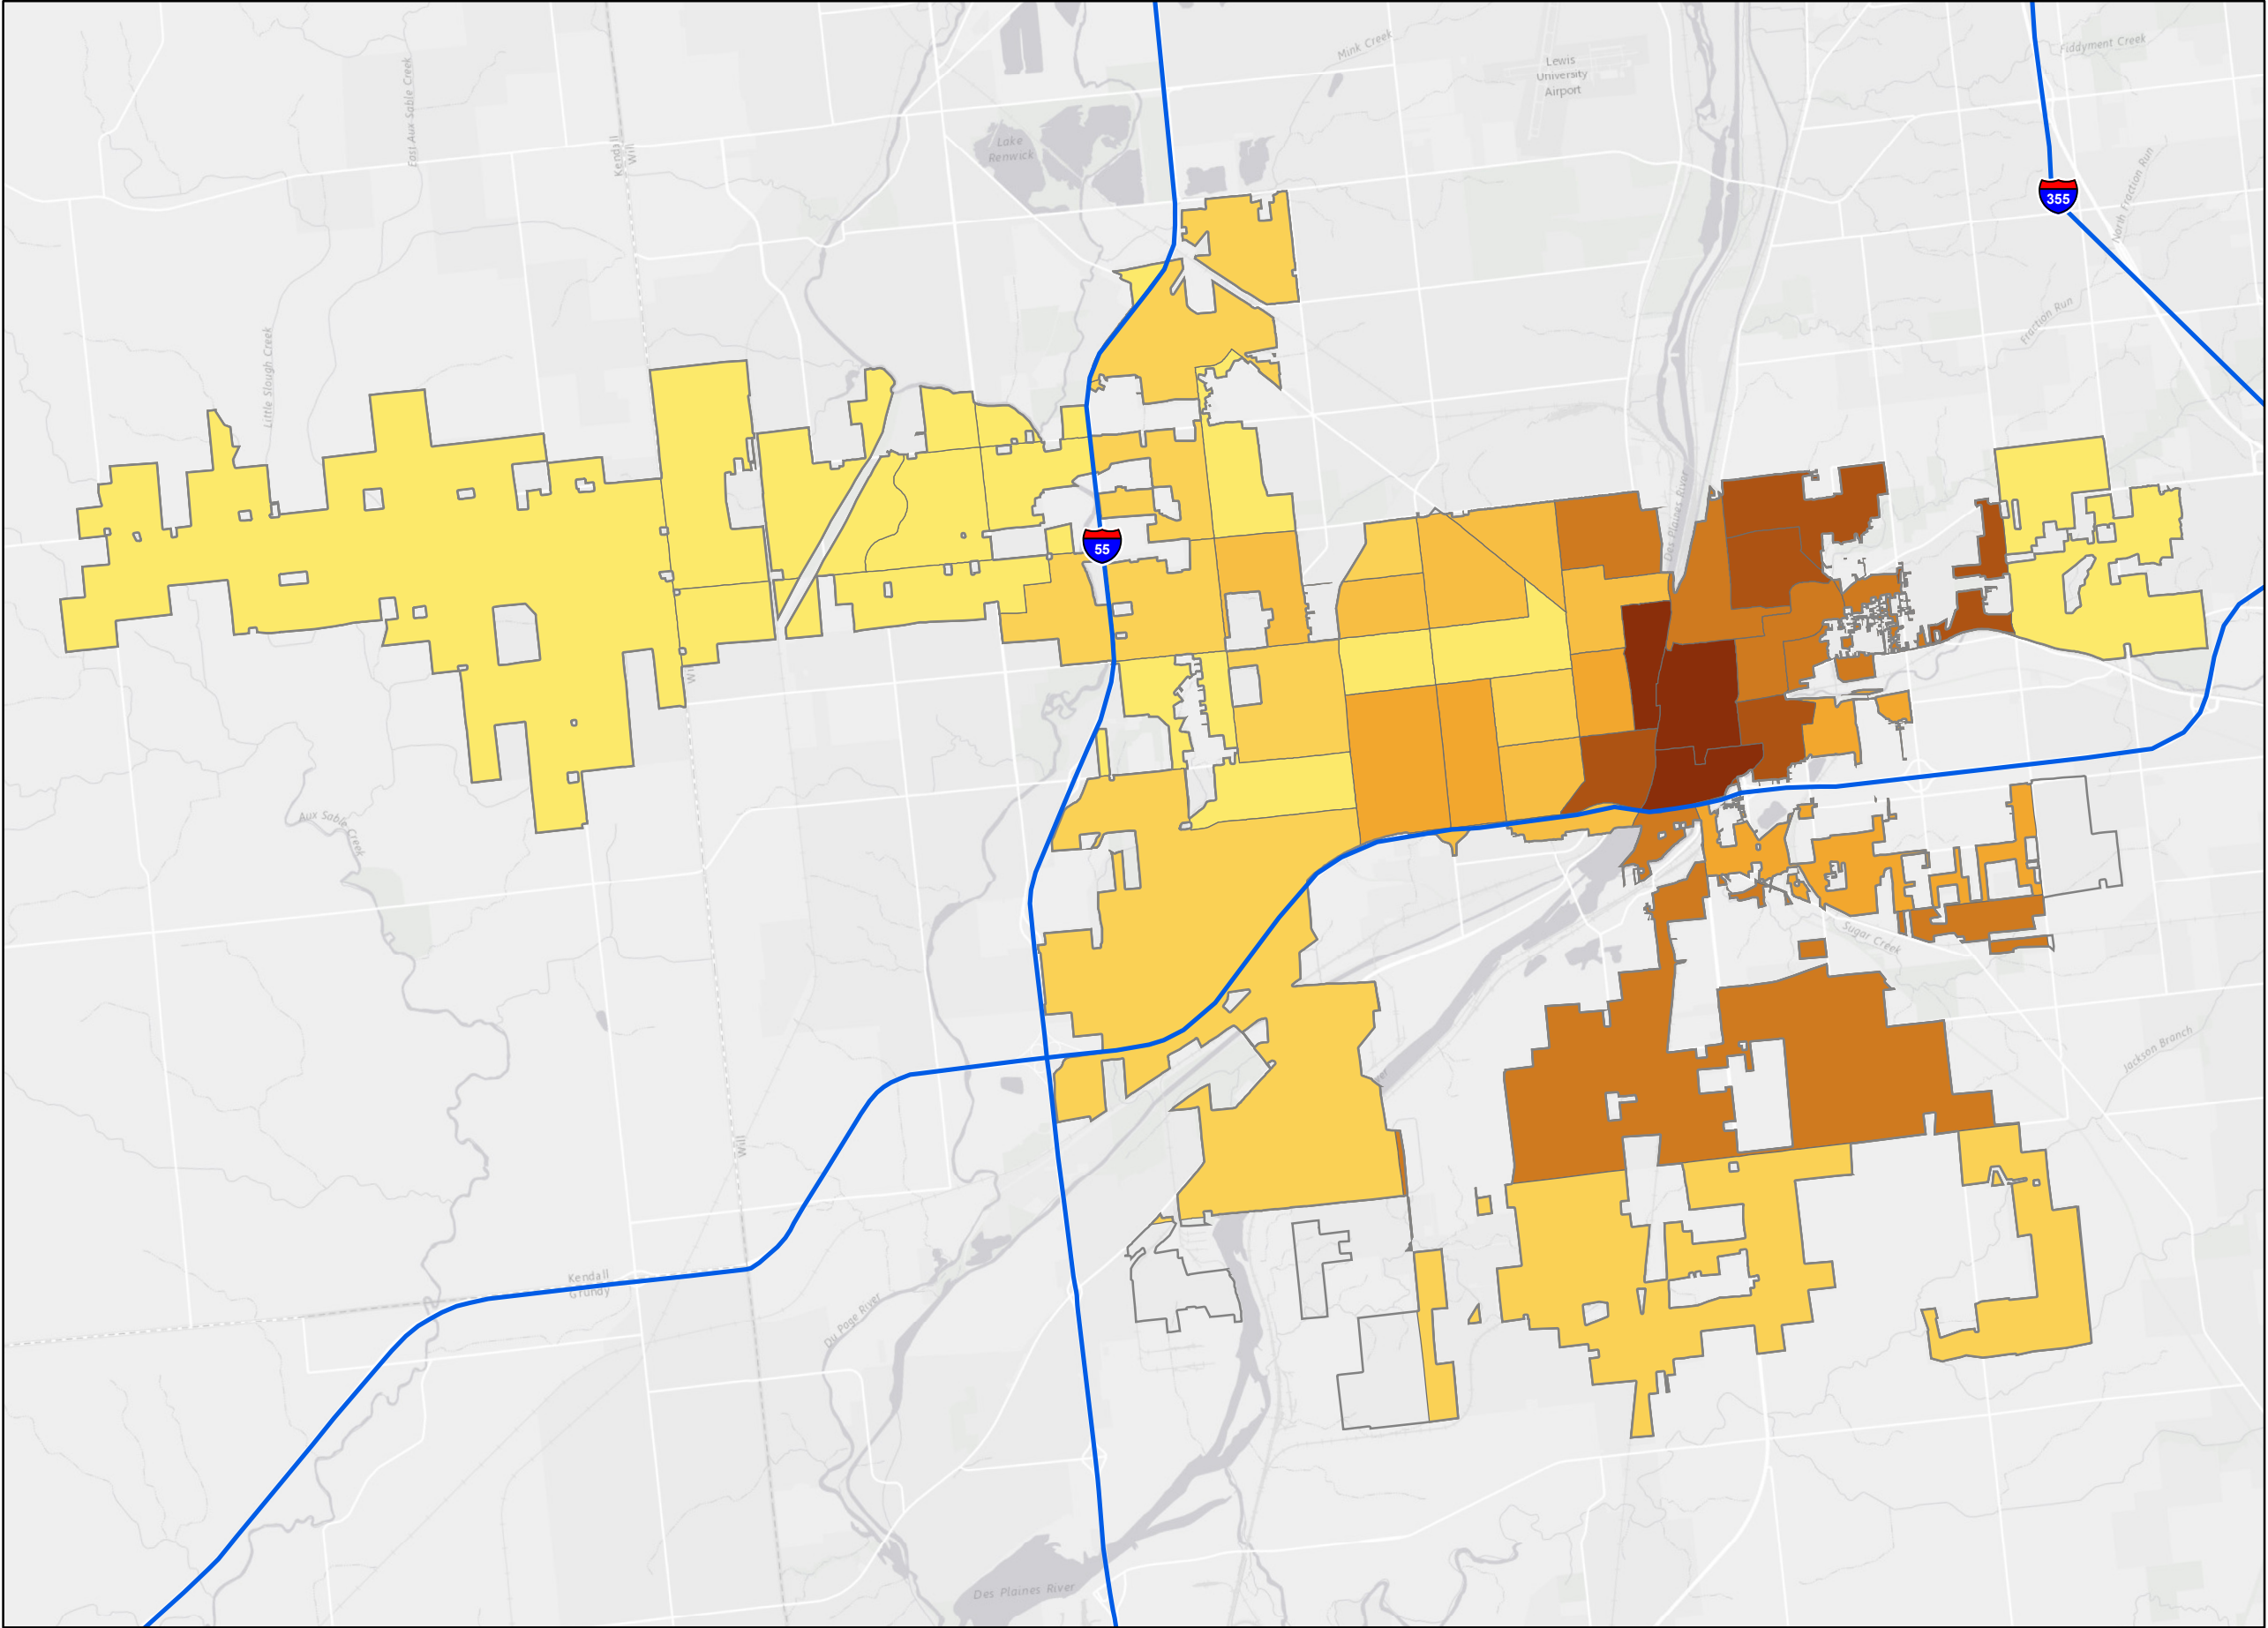 Mink Creek
Fiddyment Creek
Lewis
University
Airport
East Aux Sable Creek
Kendall
Will
Lake
Renwick
North Fraction Run
355
Fraction Run
Little Slough Creek
Des Plaines River
55
Will
Aux Sable
Creek
Sugar Creek
Jackson Branch
Will
Kendall
Grundy
Du Page River
Des Plaines River